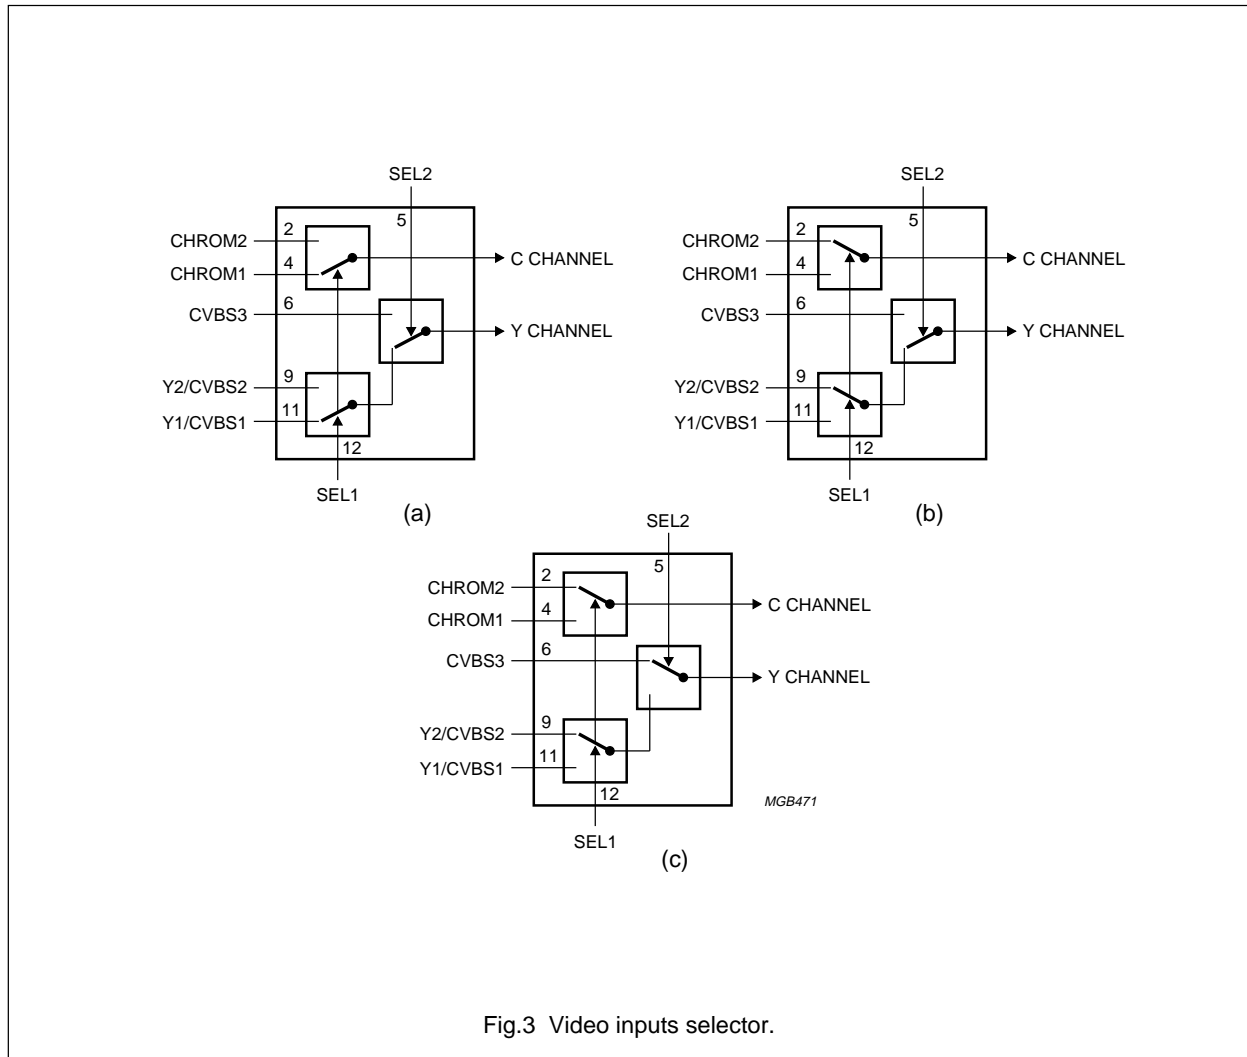 SEL2
5
CHROM2
2
C CHANNEL
CHROM1
4
CVBS3
6
Y CHANNEL
Y2/CVBS2
9
Y1/CVBS1
11
12
SEL1
(a)
SEL2
5
CHROM2
2
C CHANNEL
CHROM1
4
CVBS3
6
Y CHANNEL
Y2/CVBS2
9
Y1/CVBS1
11
12
SEL1
(b)
SEL2
5
CHROM2
2
C CHANNEL
CHROM1
4
CVBS3
6
Y CHANNEL
Y2/CVBS2
9
Y1/CVBS1
11
12
MGB471
SEL1
(c)
Fig.3 Video inputs selector.